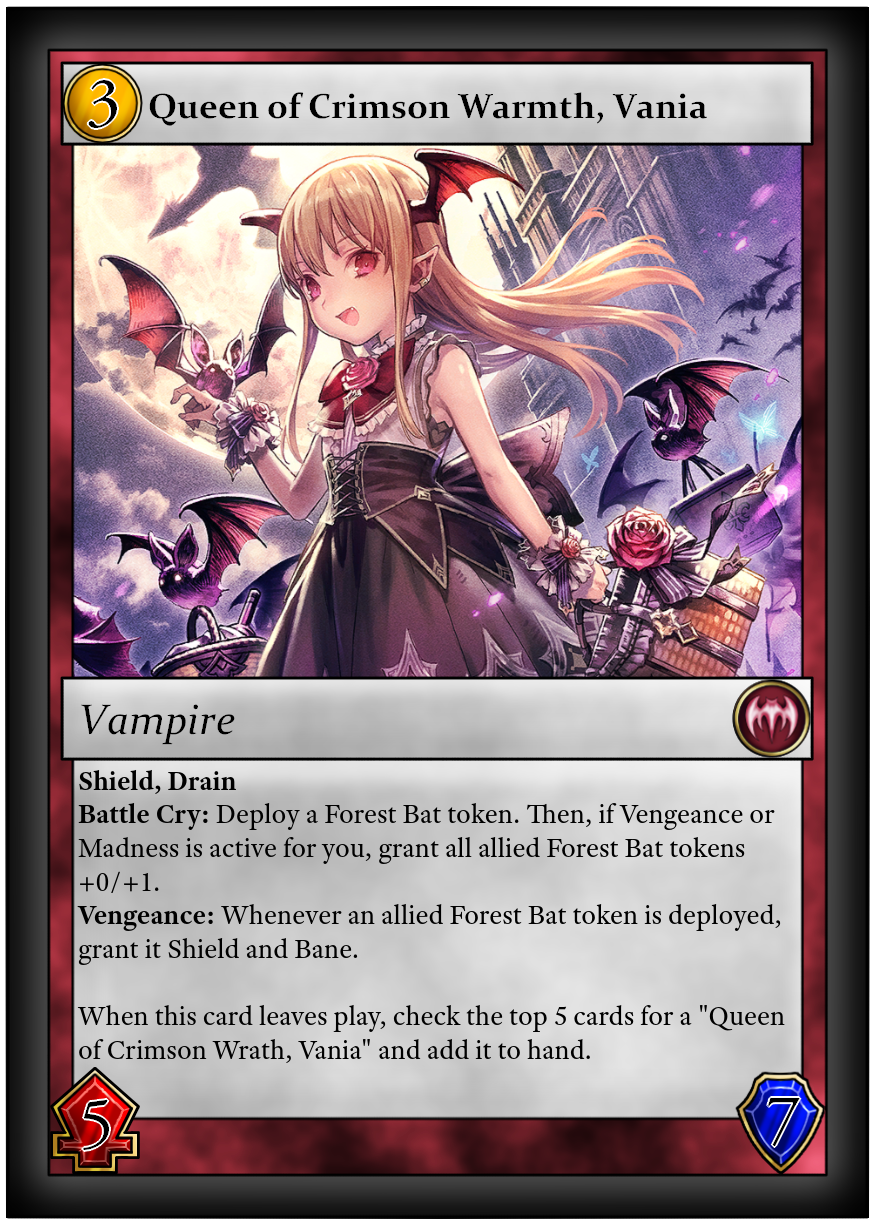 3
Queen of Crimson Warmth, Vania
Vampire
Shield, Drain
Battle Cry: Deploy a Forest Bat token. Then, if Vengeance or
Madness is active for you, grant all allied Forest Bat tokens
+0/+1.
Vengeance: Whenever an allied Forest Bat token is deployed,
grant it Shield and Bane.
When this card leaves play, check the top 5 cards for a "Queen
of Crimson Wrath, Vania" and add it to hand.
5
7